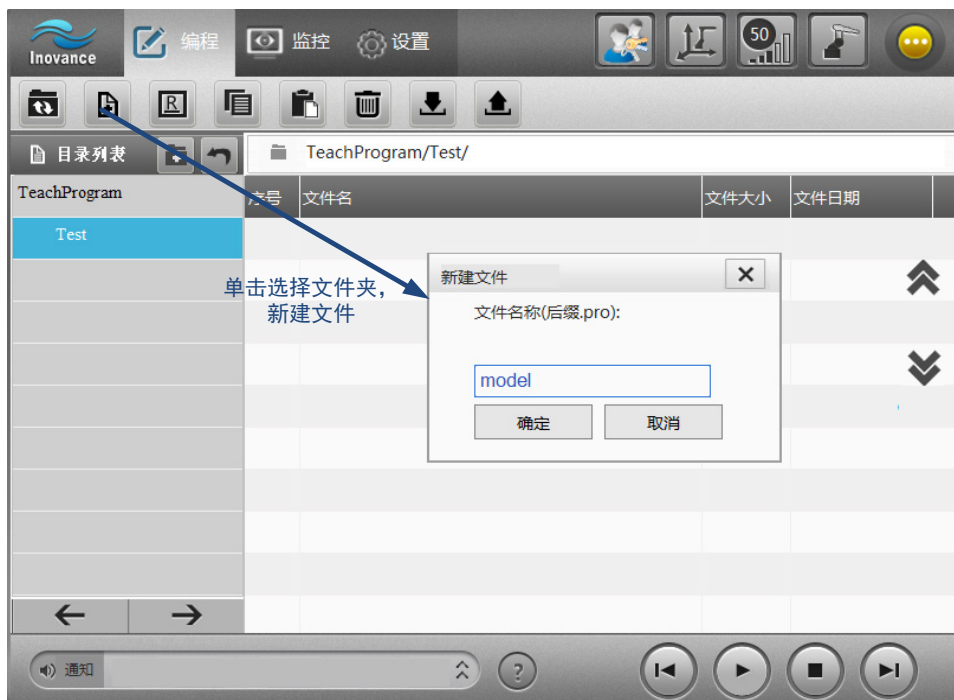 Inovance
编程
监控
设置
50
R
目录列表
TeachProgram/Test/
TeachProgram
序号 文件名 文件大小 文件日期
Test
单击选择文件夹，
新建文件
新建文件
文件名称(后缀.pro):
model
确定 取消
通知
?